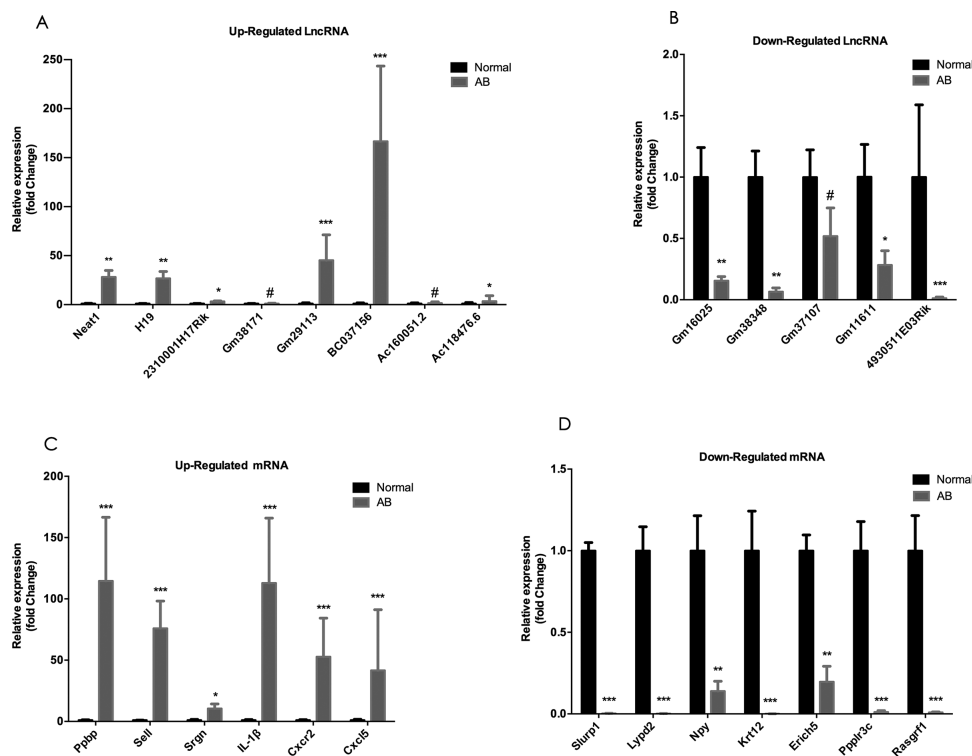 A
Up-Regulated LncRNA
Relative expression
(fold Change)
250
200
150
100
50
0
Normal
AB
**
**
*
#
***
***
#
*
Neat1
H19
2310001H17Rik
Gm38171
Gm29113
BC037156
Ac160051.2
Ac118476.6
B
Down-Regulated LncRNA
Relative expression
(fold Change)
2.0
1.5
1.0
0.5
0.0
Normal
AB
**
**
#
*
***
Gm16025
Gm38348
Gm37107
Gm11611
4930511E03Rik
C
Up-Regulated mRNA
Relative expression
(fold Change)
200
150
100
50
0
Normal
AB
***
***
*
***
***
***
Ppbp
Sell
Srgn
IL-1β
Cxcr2
Cxcl5
D
Down-Regulated mRNA
Relative expression
(fold Change)
1.5
1.0
0.5
0.0
Normal
AB
***
***
**
***
**
***
***
Slurp1
Lypd2
Npy
Krt12
Erich5
Ppplr3c
Rasgrf1